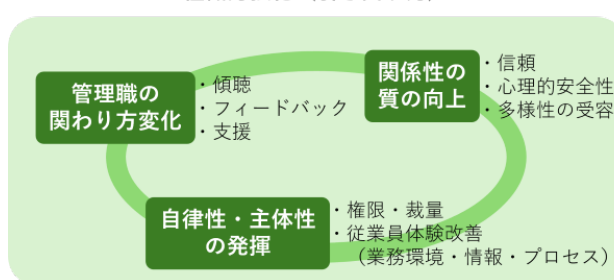 管理職の
関わり方変化
・傾聴
・フィードバック
・支援
関係性の
質の向上
・信頼
・心理的安全性
・多様性の受容
自律性・主体性
の発揮
・権限・裁量
・従業員体験改善
（業務環境・情報・プロセス）